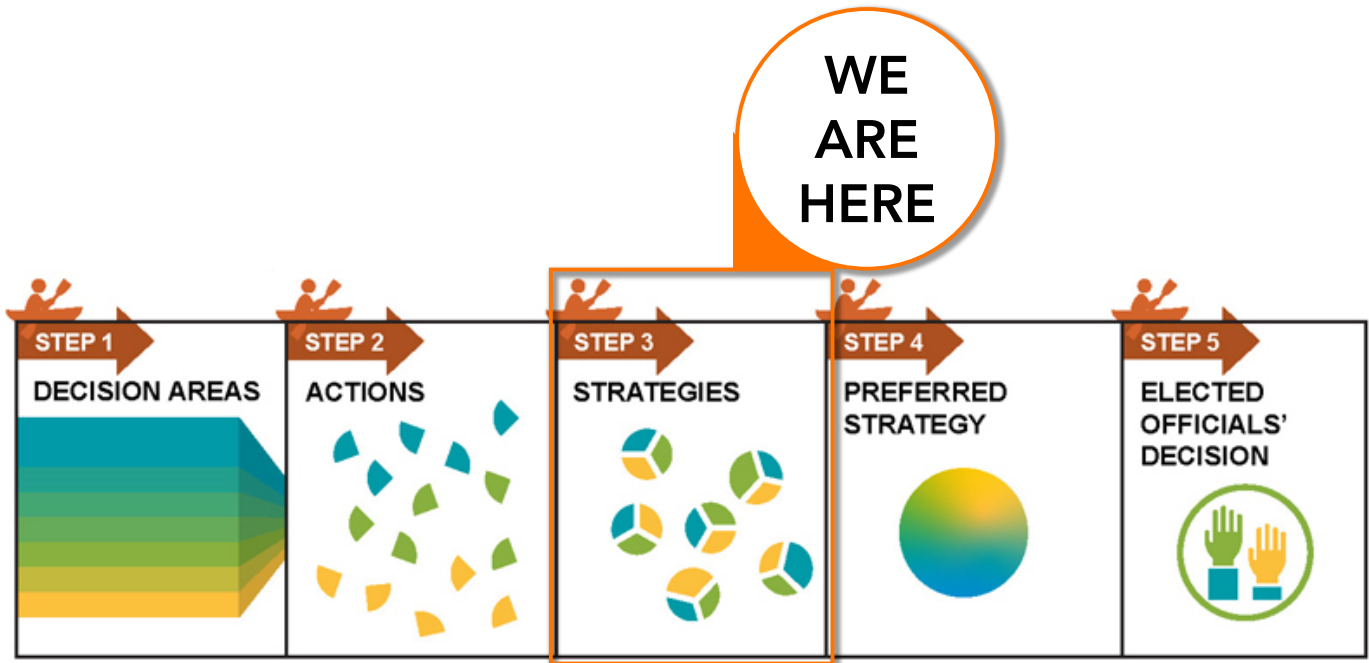 WE
ARE
HERE
STEP 1
DECISION AREAS
STEP 2
ACTIONS
STEP 3
STRATEGIES
STEP 4
PREFERRED
STRATEGY
STEP 5
ELECTED
OFFICIALS’
DECISION